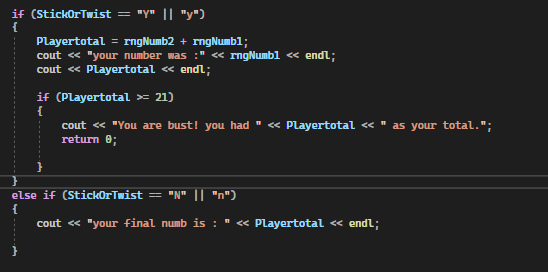 if (StickOrTwist == "Y" || "y")
{
Playertotal = rngNumb2 + rngNumb1;
cout << "your number was :" << rngNumb1 << endl;
cout << Playertotal << endl;
if (Playertotal >= 21)
{
cout << "You are bust! you had " << Playertotal << " as your total.";
return 0;
}
}
else if (StickOrTwist == "N" || "n")
{
cout << "your final numb is : " << Playertotal << endl;
}